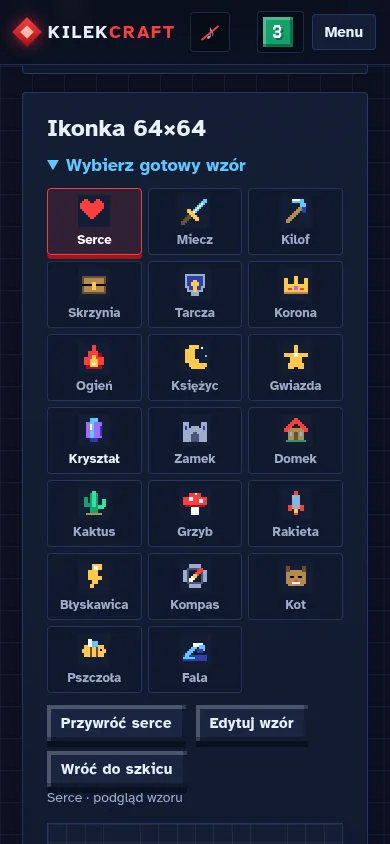 KILEKCRAFT 3 Menu
Ikonka 64×64
▼ Wybierz gotowy wzór
Serce Miecz Kilof
Skrzynia Tarcza Korona
Ogień Księżyc Gwiazda
Kryształ Zamek Domek
Kaktus Grzyb Rakieta
Błyskawica Kompas Kot
Pszczoła Fala
Przywróć serce Edytuj wzór
Wróć do szkicu
Serce · podgląd wzoru